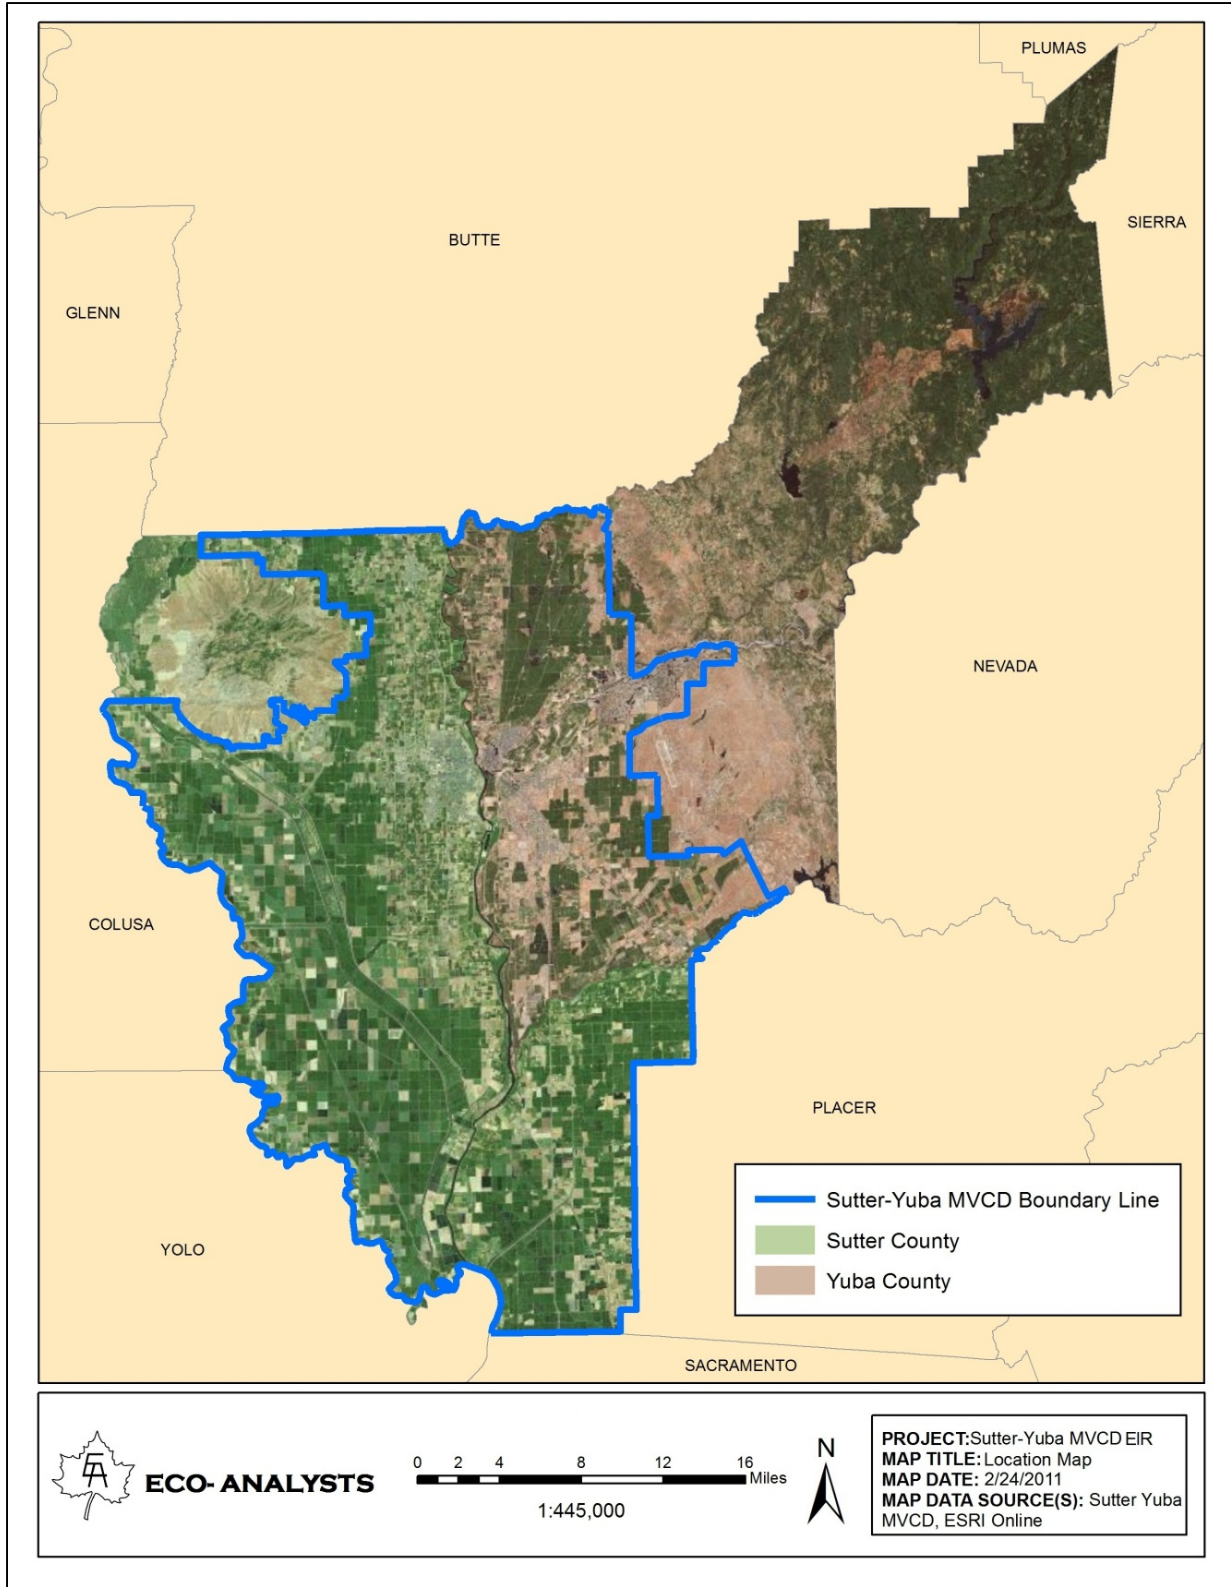 PLUMAS
SIERRA
BUTTE
GLENN
NEVADA
COLUSA
PLACER
YOLO
SACRAMENTO
Sutter-Yuba MVCD Boundary Line
Sutter County
Yuba County
EA
ECO-ANALYSTS
0 2 4 8 12 16
Miles
1:445,000
N
PROJECT:Sutter-Yuba MVCD EIR
MAP TITLE: Location Map
MAP DATE: 2/24/2011
MAP DATA SOURCE(S): Sutter Yuba
MVCD, ESRI Online